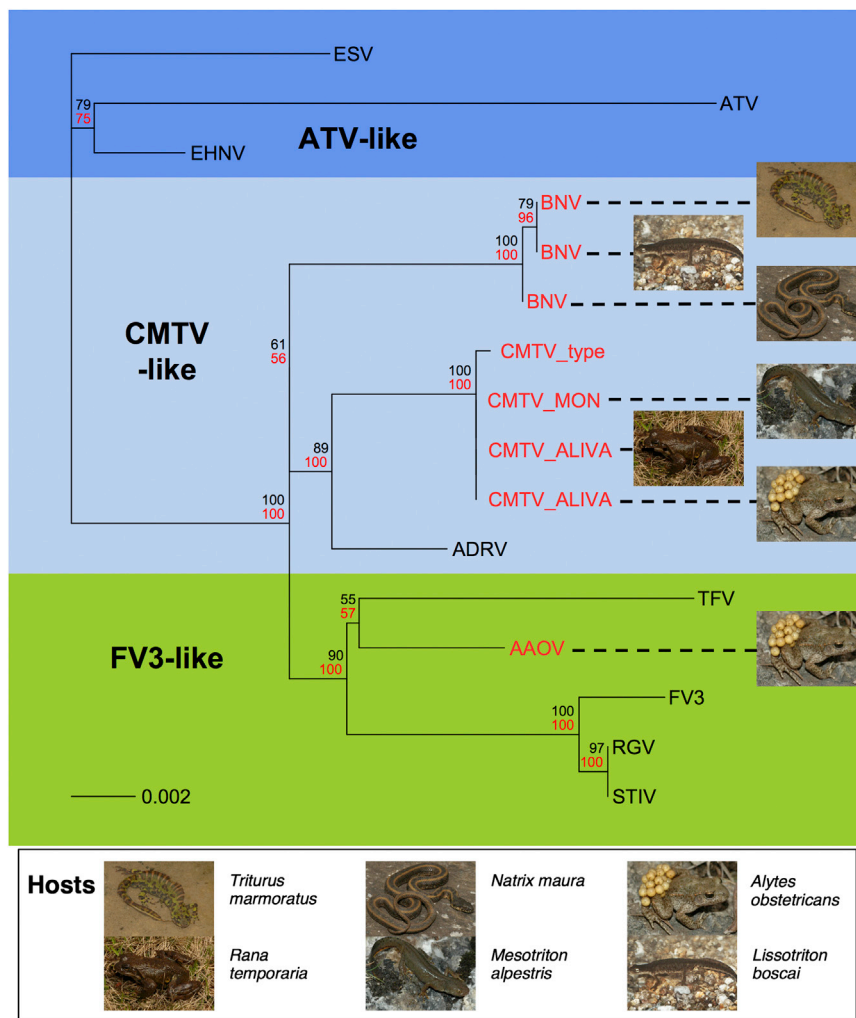 ESV
79
75
ATV
EHNV
ATV-like
79
96
BNV
100
100
BNV
BNV
CMTV
-like
61
56
CMTV_type
100
100
CMTV_MON
89
100
CMTV_ALIVA
CMTV_ALIVA
100
100
ADRV
55
57
TFV
FV3-like
90
100
AAOV
100
100
FV3
97
100
RGV
STIV
0.002
Hosts
Triturus
marmoratus
Natrix maura
Alytes
obstetricans
Rana
temporaria
Mesotriton
alpestris
Lissotriton
boscai